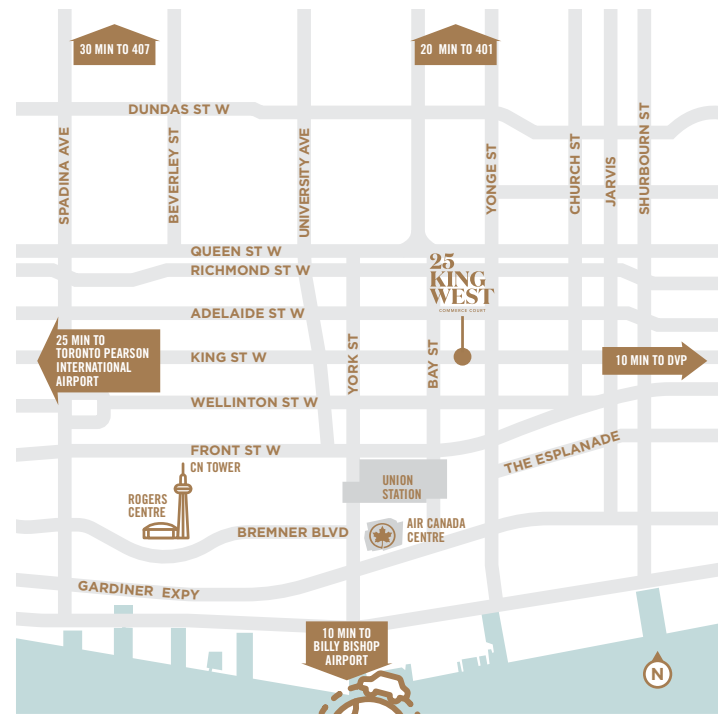 30 MIN TO 407
20 MIN TO 401
DUNDAS ST W
SPADINA AVE
BEVERLEY ST
UNIVERSITY AVE
YONGE ST
CHURCH ST
JARVIS
SHURBOURN ST
QUEEN ST W
RICHMOND ST W
25
KING
WEST
COMMERCE COURT
ADELAIDE ST W
25 MIN TO
TORONTO PEARSON
INTERNATIONAL
AIRPORT
KING ST W
YORK ST
BAY ST
10 MIN TO DVP
WELLINTON ST W
FRONT ST W
THE ESPLANADE
CN TOWER
UNION
STATION
ROGERS
CENTRE
BREMNER BLVD
AIR CANADA
CENTRE
GARDINER EXPY
10 MIN TO
BILLY BISHOP
AIRPORT
N